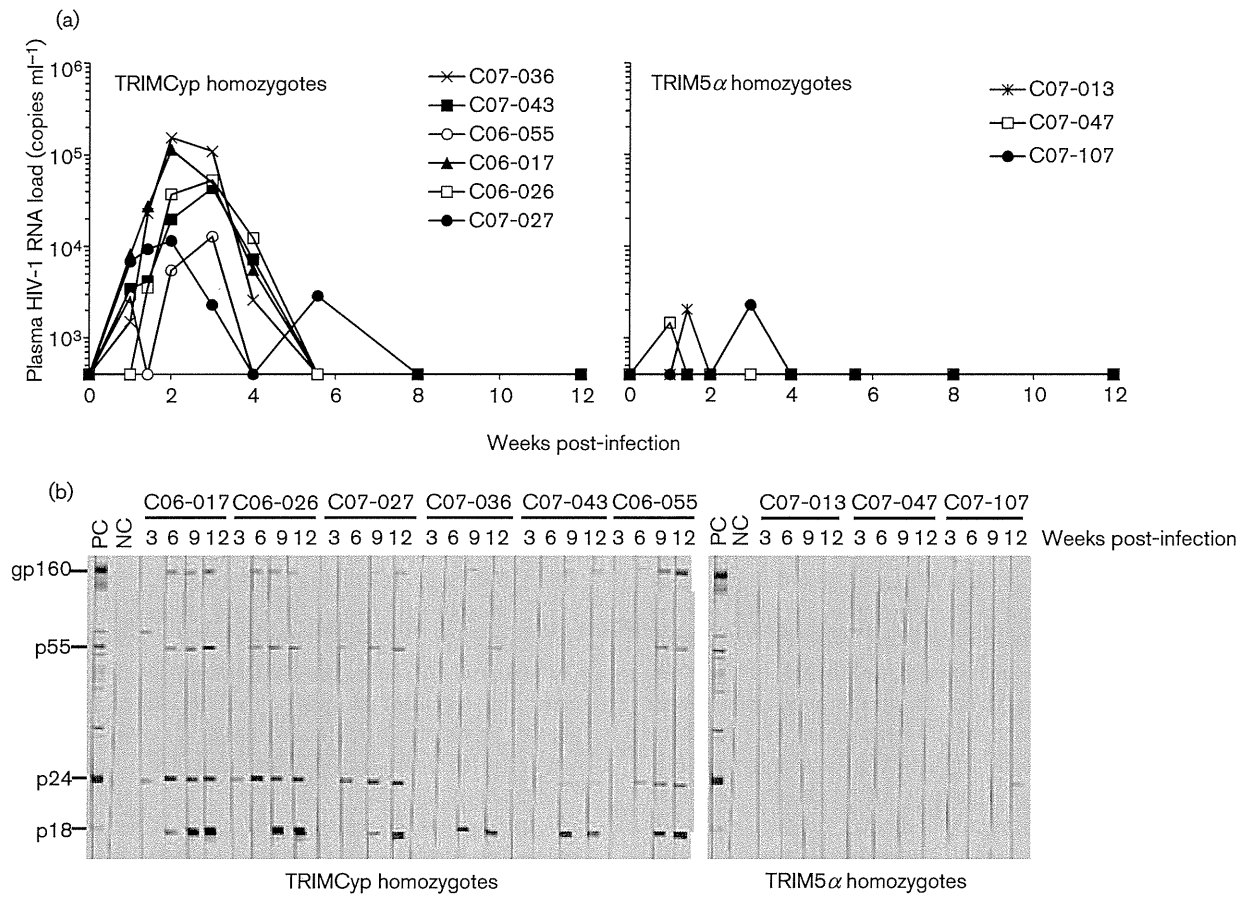 (a)
Plasma HIV-1 RNA load (copies ml⁻¹)
10⁶
10⁵
10⁴
10³
TRIMCyp homozygotes
C07-036
C07-043
C06-055
C06-017
C06-026
C07-027
0 2 4 6 8 10 12
TRIM5α homozygotes
C07-013
C07-047
C07-107
0 2 4 6 8 10 12
Weeks post-infection
(b)
C06-017 C06-026 C07-027 C07-036 C07-043 C06-055
PC NC 3 6 9 12 3 6 9 12 3 6 9 12 3 6 9 12 3 6 9 12 3 6 9 12
C07-013 C07-047 C07-107
PC NC 3 6 9 12 3 6 9 12 3 6 9 12 Weeks post-infection
gp160
p55
p24
p18
TRIMCyp homozygotes
TRIM5α homozygotes